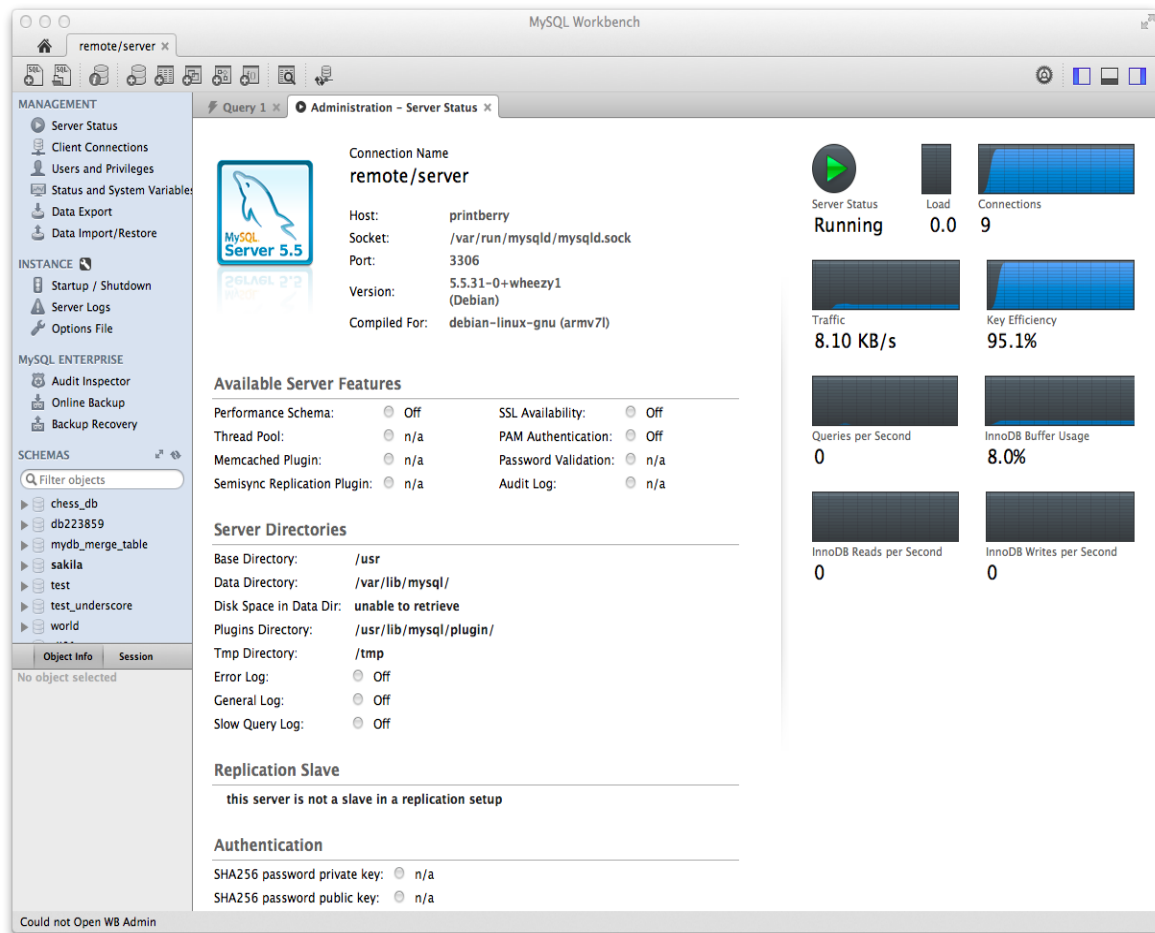 MySQL Workbench
remote/server
MANAGEMENT
Server Status
Client Connections
Users and Privileges
Status and System Variables
Data Export
Data Import/Restore
INSTANCE
Startup / Shutdown
Server Logs
Options File
MySQL ENTERPRISE
Audit Inspector
Online Backup
Backup Recovery
SCHEMAS
Filter objects
chess_db
db223859
mydb_merge_table
sakila
test
test_underscore
world
Object Info Session
No object selected
Query 1 Administration - Server Status
MySQL
Server 5.5
Connection Name
remote/server
Host: printberry
Socket: /var/run/mysqld/mysqld.sock
Port: 3306
Version: 5.5.31-0+wheezy1
(Debian)
Compiled For: debian-linux-gnu (armv7l)
Available Server Features
Performance Schema: Off SSL Availability: Off
Thread Pool: n/a PAM Authentication: Off
Memcached Plugin: n/a Password Validation: n/a
Semisync Replication Plugin: n/a Audit Log: n/a
Server Directories
Base Directory: /usr
Data Directory: /var/lib/mysql/
Disk Space in Data Dir: unable to retrieve
Plugins Directory: /usr/lib/mysql/plugin/
Tmp Directory: /tmp
Error Log: Off
General Log: Off
Slow Query Log: Off
Replication Slave
this server is not a slave in a replication setup
Authentication
SHA256 password private key: n/a
SHA256 password public key: n/a
Server Status Load Connections
Running 0.0 9
Traffic Key Efficiency
8.10 KB/s 95.1%
Queries per Second InnoDB Buffer Usage
0 8.0%
InnoDB Reads per Second InnoDB Writes per Second
0 0
Could not Open WB Admin